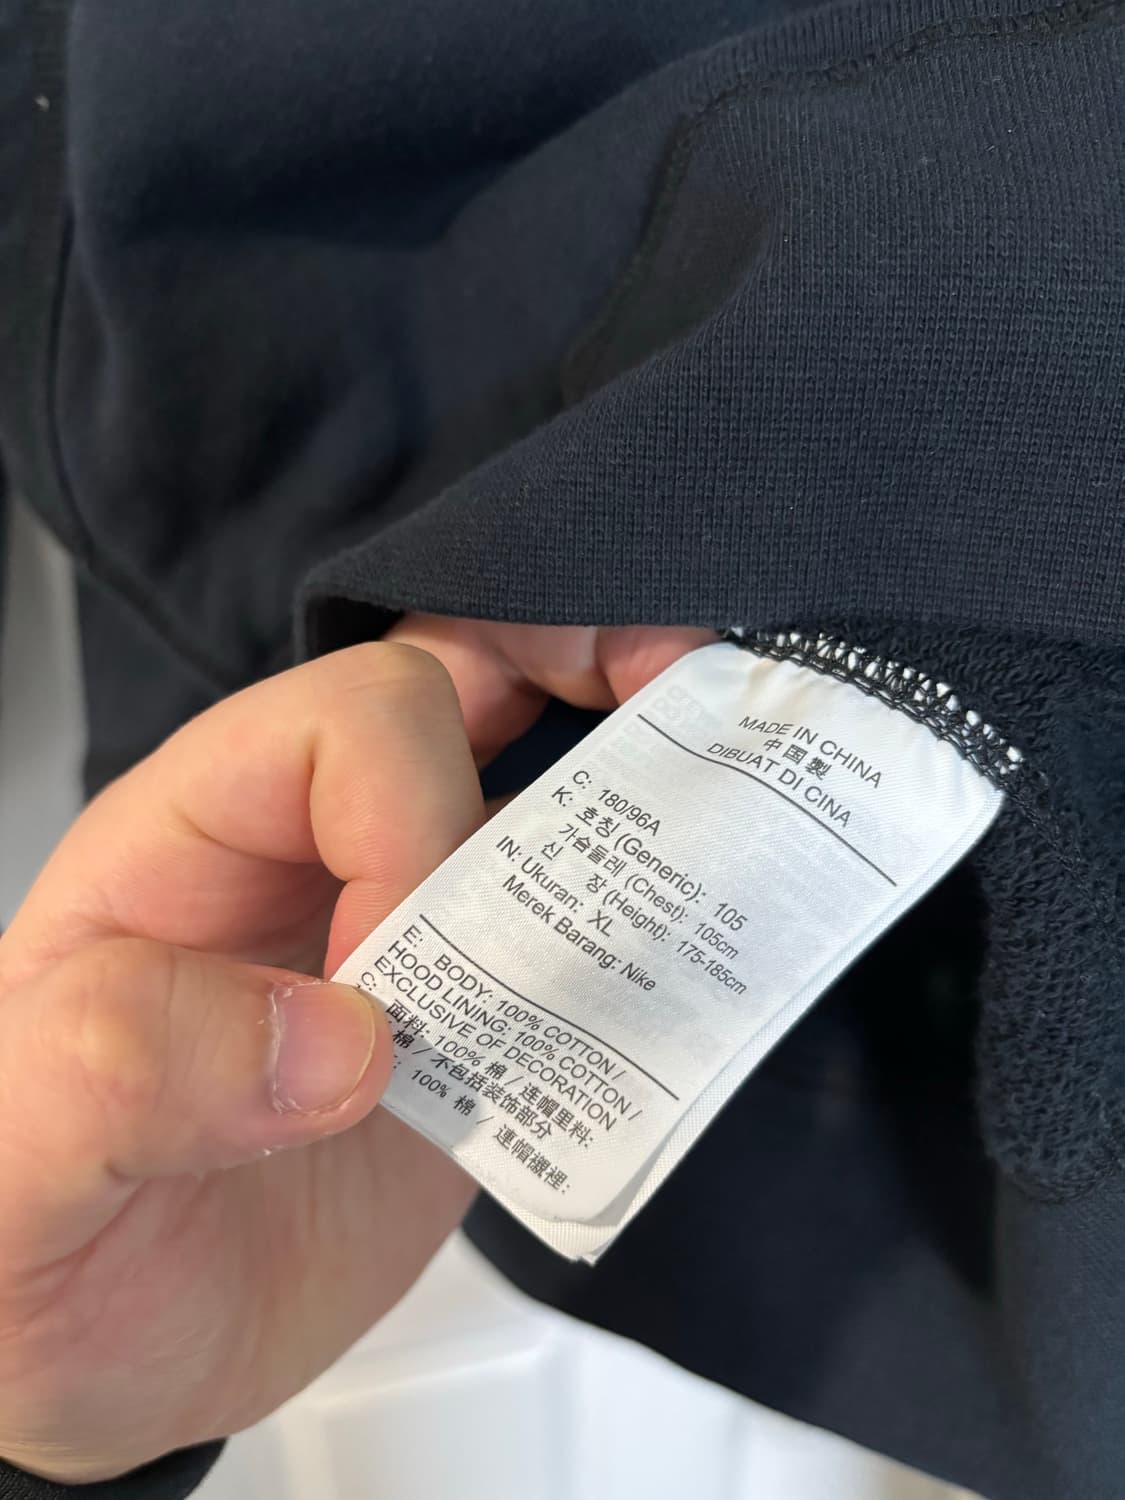 MADE IN CHINA
中国製
DIBUAT DI CINA
C: 180/96A
K: 호칭 (Generic): 105
가슴둘레 (Chest): 105cm
신 장 (Height): 175-185cm
IN: Ukuran: XL
Merek Barang: Nike
E: BODY: 100% COTTON /
HOOD LINING: 100% COTTON /
EXCLUSIVE OF DECORATION
C: 面料: 100% 棉 / 连帽里料:
棉 / 不包括装饰部分
: 100% 棉 / 連帽襯裡: